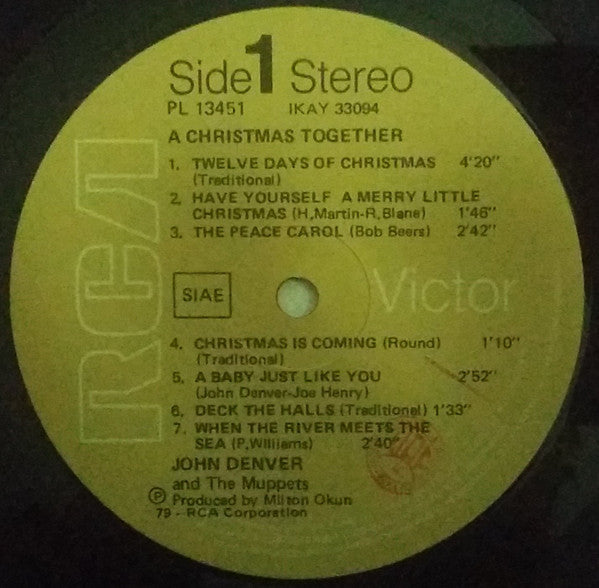 Side 1 Stereo
PL 13451 IKAY 33094
A CHRISTMAS TOGETHER
1. TWELVE DAYS OF CHRISTMAS 4'20"
(Traditional)
2. HAVE YOURSELF A MERRY LITTLE
CHRISTMAS (H.Martin-R.Blane) 1'46"
3. THE PEACE CAROL (Bob Beers) 2'42"
RCA
SIAE
Victor
4. CHRISTMAS IS COMING (Round) 1'10"
(Traditional)
5. A BABY JUST LIKE YOU 2'52"
(John Denver-Joe Henry)
6. DECK THE HALLS (Traditional) 1'33"
7. WHEN THE RIVER MEETS THE
SEA (P.Williams) 2'40"
JOHN DENVER
and The Muppets
℗ Produced by Milton Okun
79 - RCA Corporation